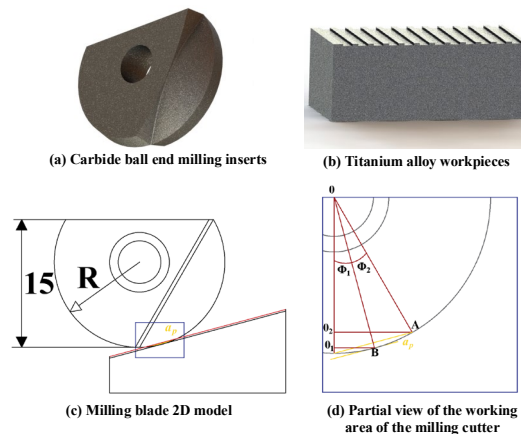 (a) Carbide ball end milling inserts
(b) Titanium alloy workpieces
15
R
aₚ
(c) Milling blade 2D model
0
Φ₁
Φ₂
0₂
A
0₁
B
aₚ
(d) Partial view of the working
area of the milling cutter